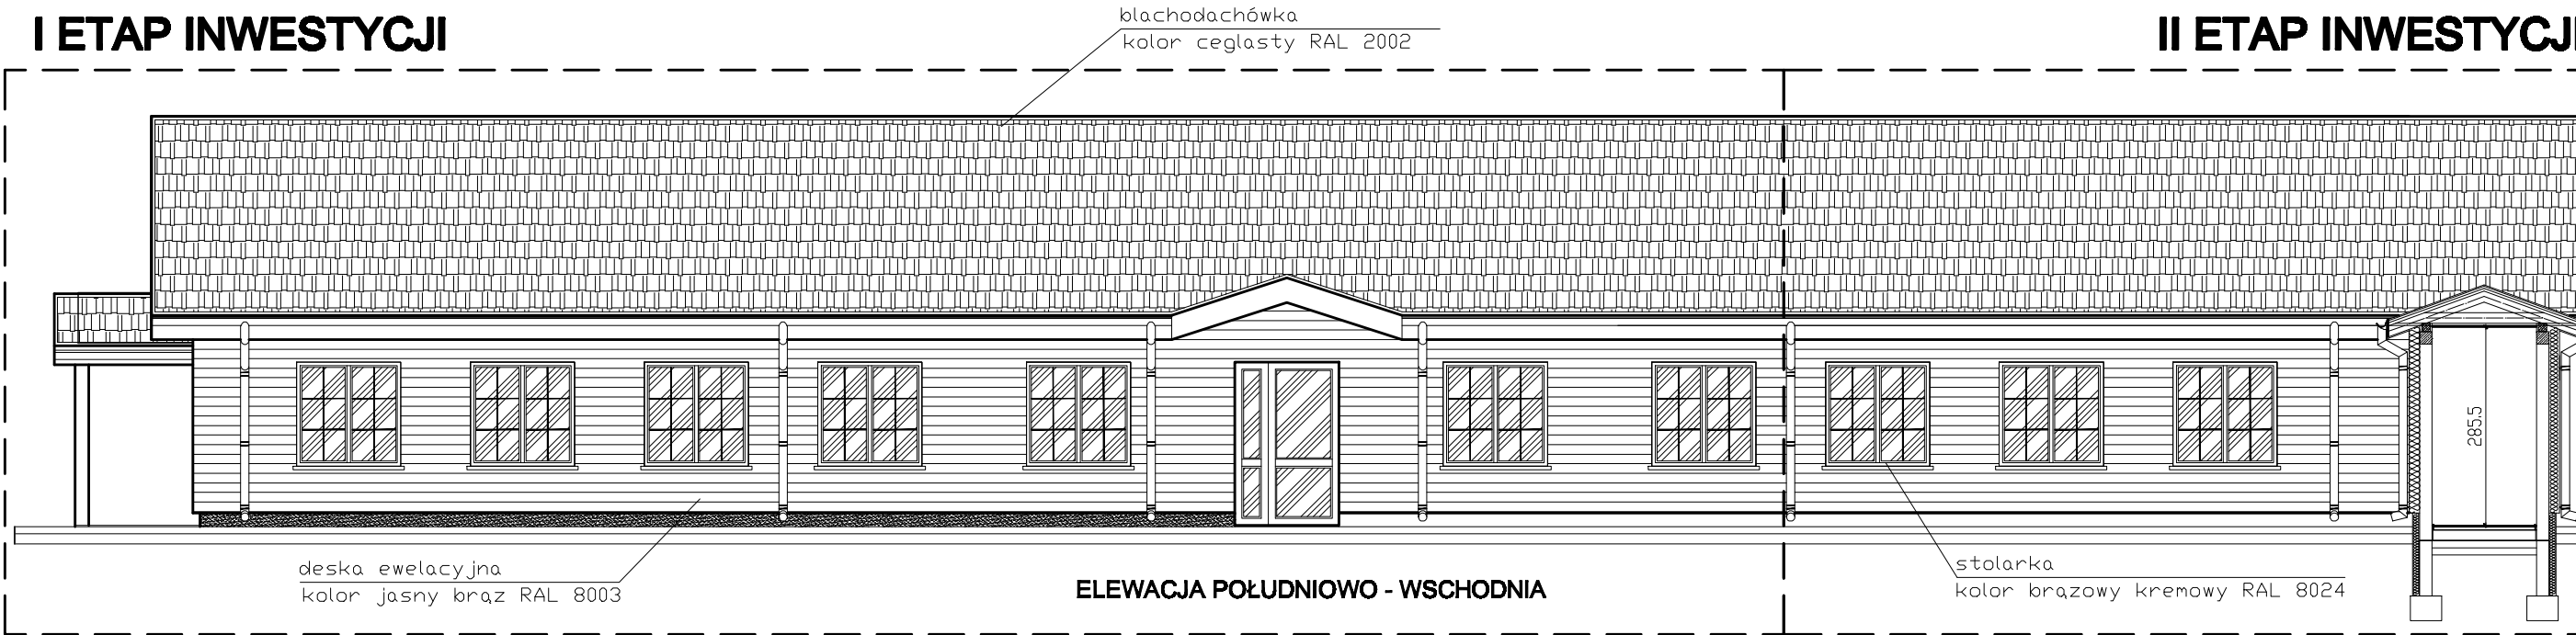 I ETAP INWESTYCJI
blachodachówka
kolor ceglasty RAL 2002
II ETAP INWESTYCJI
285.5
deska ewelacyjna
kolor jasny brąz RAL 8003
ELEWACJA POŁUDNIOWO - WSCHODNIA
stolarka
kolor brązowy kremowy RAL 8024